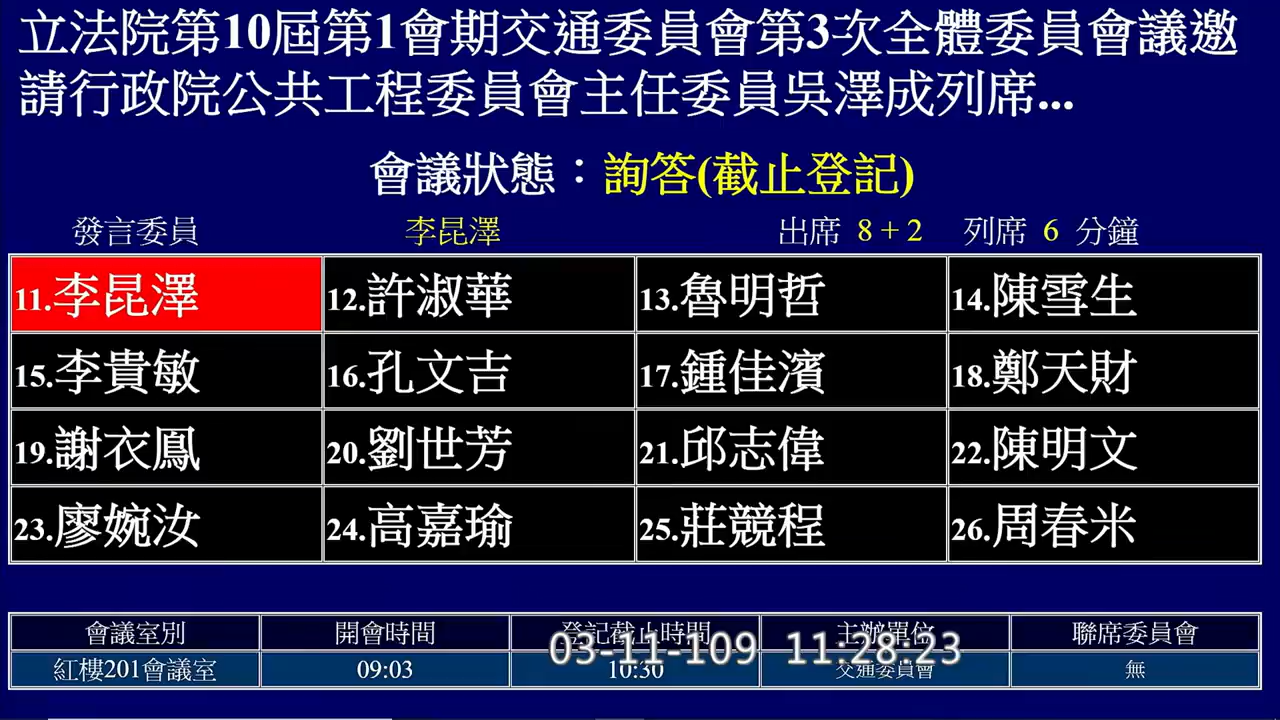 立法院第10屆第1會期交通委員會第3次全體委員會議邀
請行政院公共工程委員會主任委員吳澤成列席...
會議狀態：詢答(截止登記)
發言委員 李昆澤 出席 8 + 2 列席 6 分鐘
11.李昆澤 12.許淑華 13.魯明哲 14.陳雪生
15.李貴敏 16.孔文吉 17.鍾佳濱 18.鄭天財
19.謝衣鳳 20.劉世芳 21.邱志偉 22.陳明文
23.廖婉汝 24.高嘉瑜 25.莊競程 26.周春米
會議室別 開會時間 登記截止時間 主辦單位 聯席委員會
03-11-109 11:28:23
紅樓201會議室 09:03 10:30 交通委員會 無